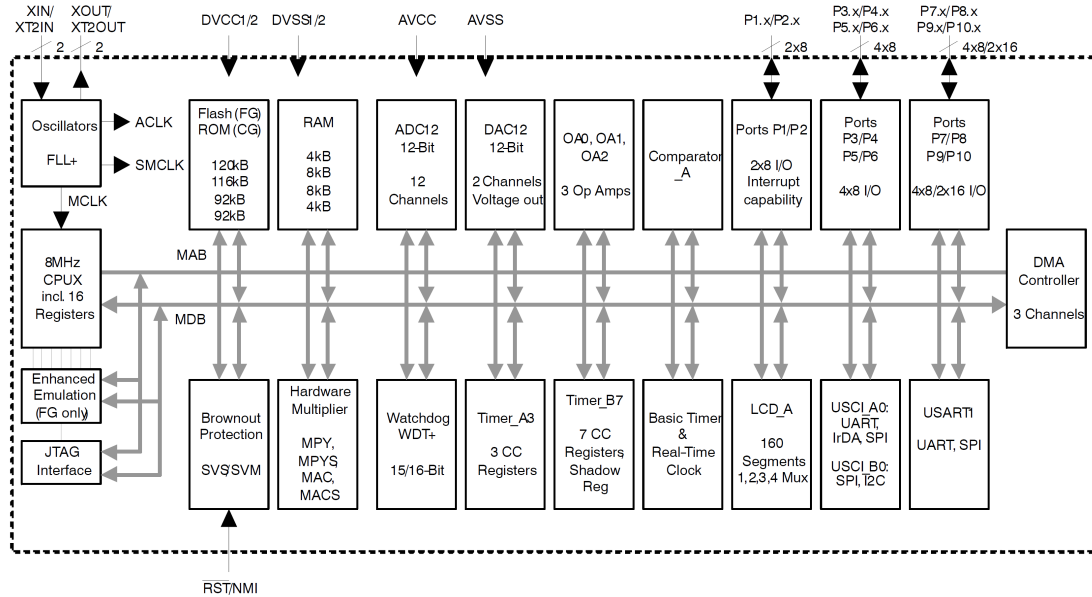 XIN/ XOUT/ DVCC1/2 DVSS1/2 AVCC AVSS P1.x/P2.x P3.x/P4.x P7.x/P8.x
XT2IN XT2OUT P5.x/P6.x P9.x/P10.x
2 2 2x8 4x8 4x8/2x16
Oscillators
FLL+
ACLK
SMCLK
MCLK
Flash (FG)
ROM (CG)
120kB
116kB
92kB
92kB
RAM
4kB
8kB
8kB
4kB
ADC12
12-Bit
12
Channels
DAC12
12-Bit
2 Channels
Voltage out
OA0, OA1,
OA2
3 Op Amps
Comparator
_A
Ports P1/P2
2x8 I/O
Interrupt
capability
Ports
P3/P4
P5/P6
4x8 I/O
Ports
P7/P8
P9/P10
4x8/2x16 I/O
8MHz
CPUX
incl. 16
Registers
MAB
MDB
DMA
Controller
3 Channels
Enhanced
Emulation
(FG only)
JTAG
Interface
Brownout
Protection
SVS/SVM
Hardware
Multiplier
MPY,
MPYS,
MAC,
MACS
Watchdog
WDT+
15/16-Bit
Timer_A3
3 CC
Registers
Timer_B7
7 CC
Registers,
Shadow
Reg
Basic Timer
&
Real-Time
Clock
LCD_A
160
Segments
1,2,3,4 Mux
USCI_A0:
UART,
IrDA, SPI
USCI_B0:
SPI, I2C
USART1
UART, SPI
RST/NMI